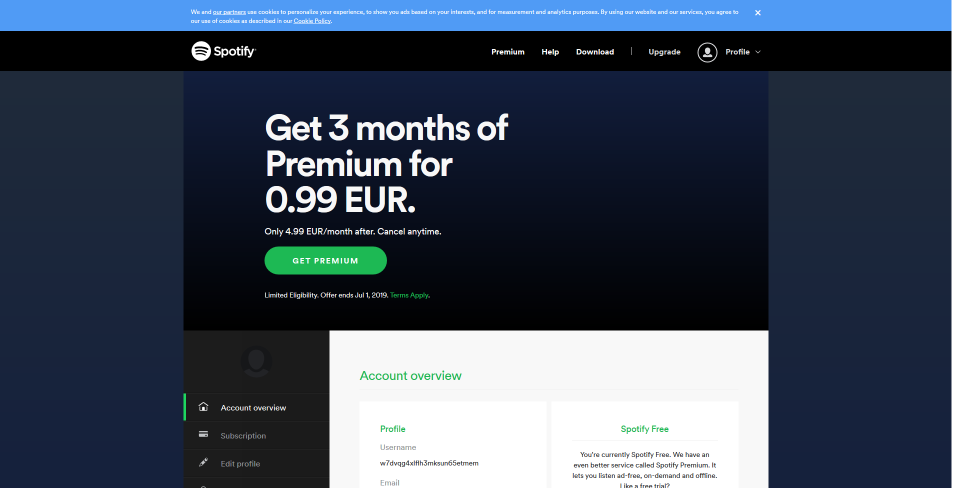 We and our partners use cookies to personalize your experience, to show you ads based on your interests, and for measurement and analytics purposes. By using our website and our services, you agree to
our use of cookies as described in our Cookie Policy.
Spotify
Premium
Help
Download
Upgrade
Profile
Get 3 months of
Premium for
0.99 EUR.
Only 4.99 EUR/month after. Cancel anytime.
GET PREMIUM
Limited Eligibility. Offer ends Jul 1, 2019. Terms Apply.
Account overview
Subscription
Edit profile
Account overview
Profile
Username
w7dvqg4xlflh3mksun65etmem
Email
Spotify Free
You're currently Spotify Free. We have an
even better service called Spotify Premium. It
lets you listen ad-free, on-demand and offline.
Like a free trial?